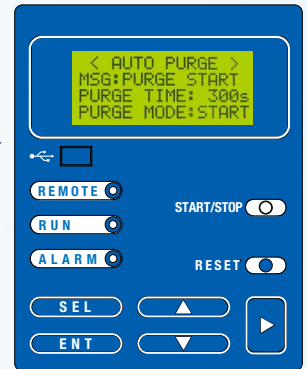 < AUTO PURGE >
MSG:PURGE START
PURGE TIME: 300s
PURGE MODE:START
REMOTE
START/STOP
RUN
ALARM
RESET
SEL
ENT